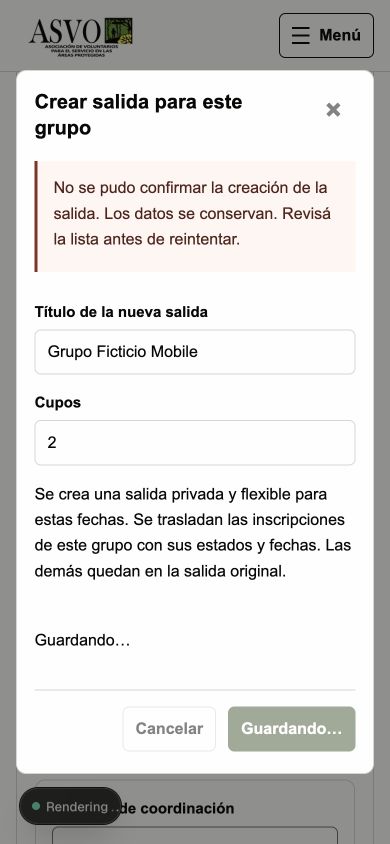 ASVO
ASOCIACIÓN DE VOLUNTARIOS
PARA EL SERVICIO EN LAS
ÁREAS PROTEGIDAS
Menú
Crear salida para este
grupo
×
No se pudo confirmar la creación de la
salida. Los datos se conservan. Revisá
la lista antes de reintentar.
Título de la nueva salida
Grupo Ficticio Mobile
Cupos
2
Se crea una salida privada y flexible para
estas fechas. Se trasladan las inscripciones
de este grupo con sus estados y fechas. Las
demás quedan en la salida original.
Guardando…
Cancelar
Guardando…
Rendering ...
de coordinación